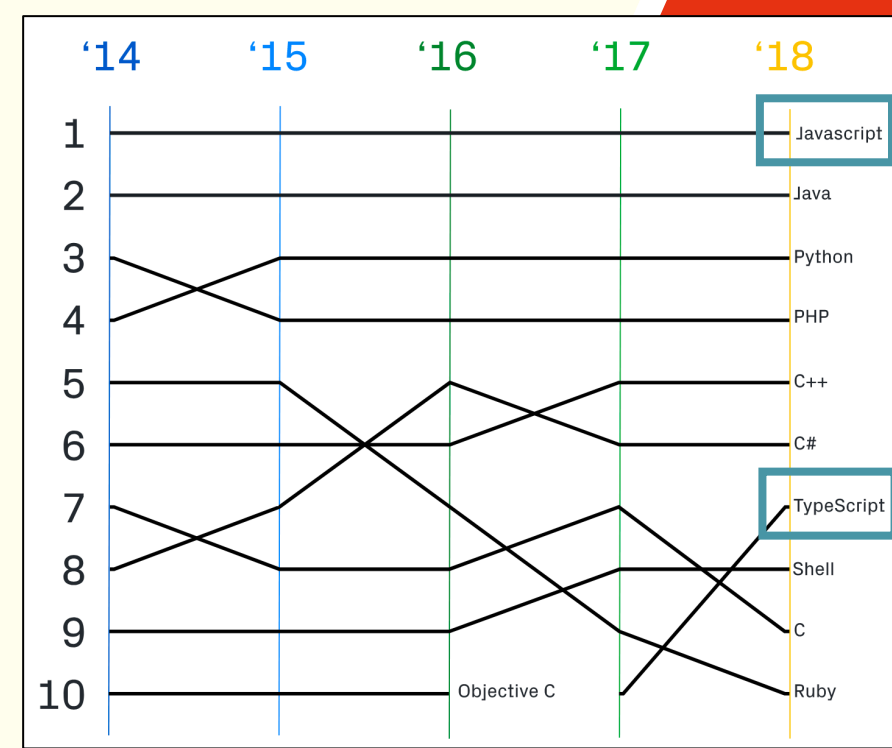 ‘14 ‘15 ‘16 ‘17 ‘18
1 Javascript
2 Java
3 Python
4 PHP
5 C++
6 C#
7 TypeScript
8 Shell
9 C
10 Objective C Ruby